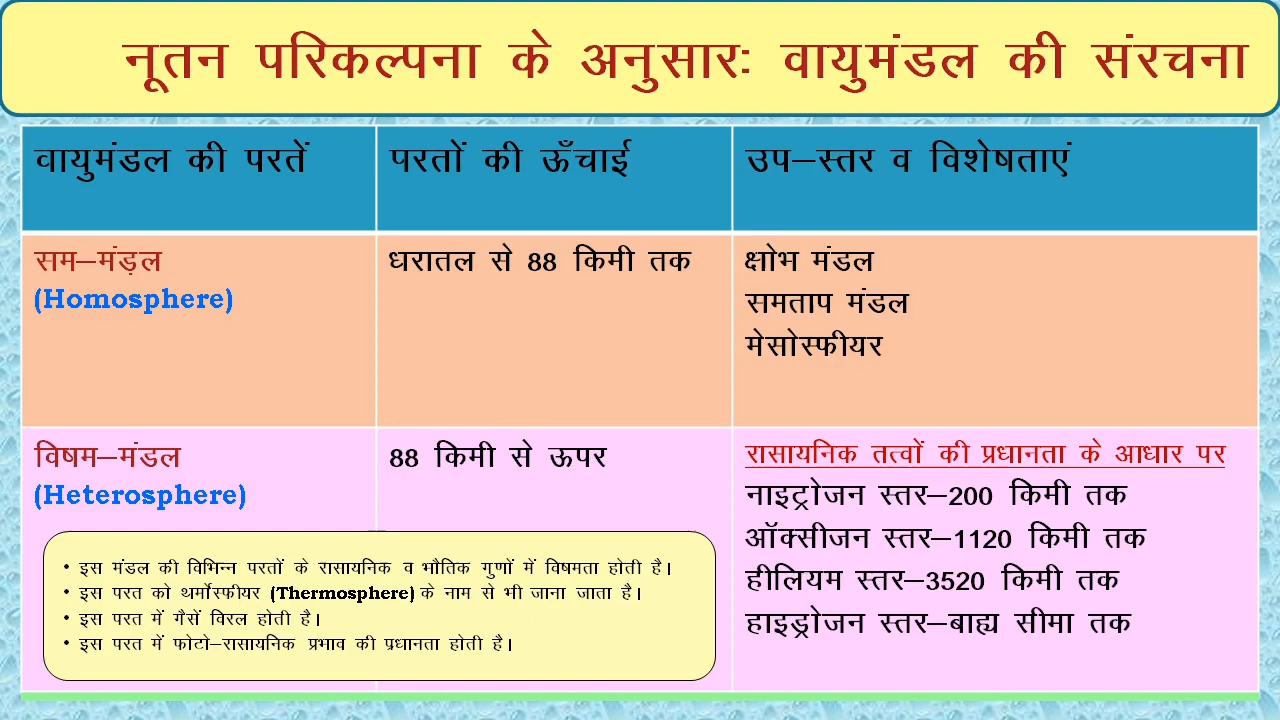 नूतन परिकल्पना के अनुसारः वायुमंडल की संरचना
वायुमंडल की परतें
परतों की ऊँचाई
उप–स्तर व विशेषताएं
सम–मंड़ल
(Homosphere)
धरातल से 88 किमी तक
क्षोभ मंडल
समताप मंडल
मेसोस्फीयर
विषम–मंडल
(Heterosphere)
88 किमी से ऊपर
रासायनिक तत्वों की प्रधानता के आधार पर
नाइट्रोजन स्तर–200 किमी तक
ऑक्सीजन स्तर–1120 किमी तक
हीलियम स्तर–3520 किमी तक
हाइड्रोजन स्तर–बाह्य सीमा तक
• इस मंडल की विभिन्न परतों के रासायनिक व भौतिक गुणों में विषमता होती है।
• इस परत को थर्मोस्फीयर (Thermosphere) के नाम से भी जाना जाता है।
• इस परत में गैसें विरल होती है।
• इस परत में फोटो–रासायनिक प्रभाव की प्रधानता होती है।